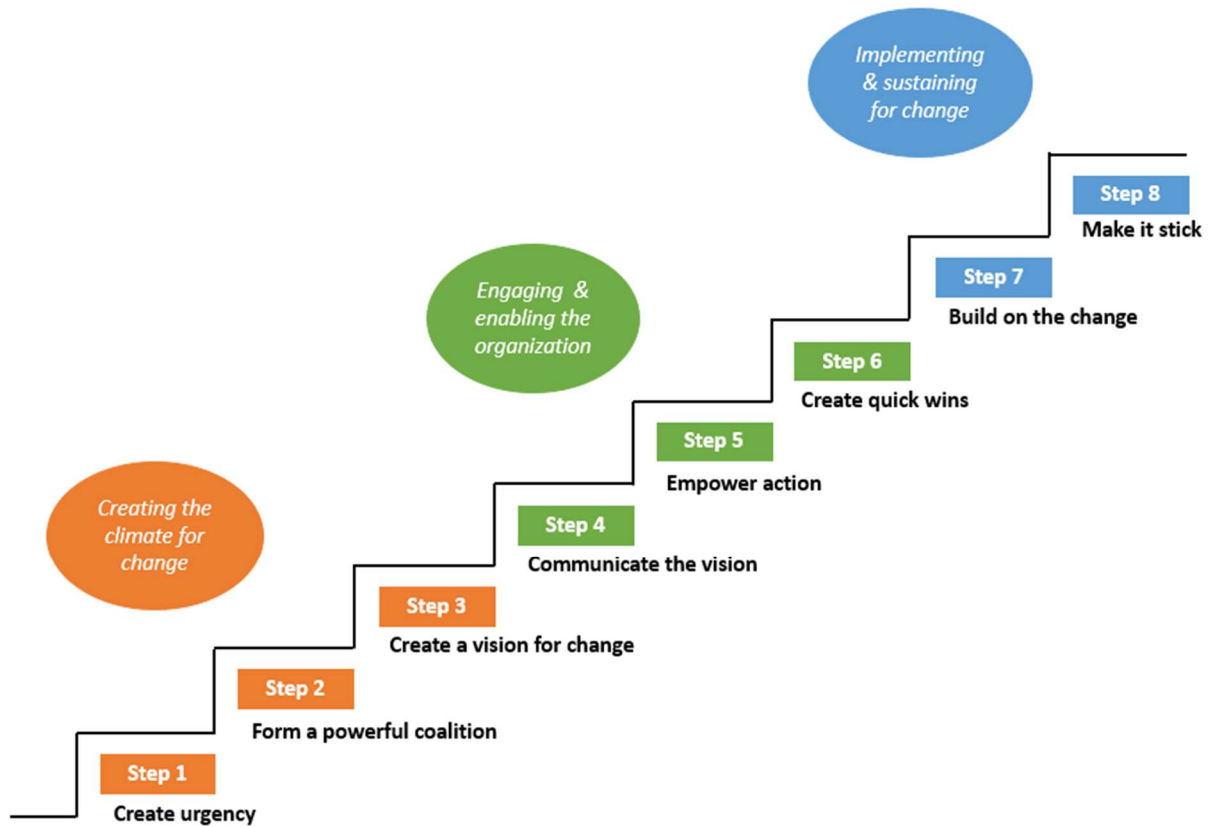 Implementing
& sustaining
for change
Step 8
Make it stick
Step 7
Build on the change
Engaging & 
enabling the
organization
Step 6
Create quick wins
Step 5
Empower action
Creating the
climate for
change
Step 4
Communicate the vision
Step 3
Create a vision for change
Step 2
Form a powerful coalition
Step 1
Create urgency